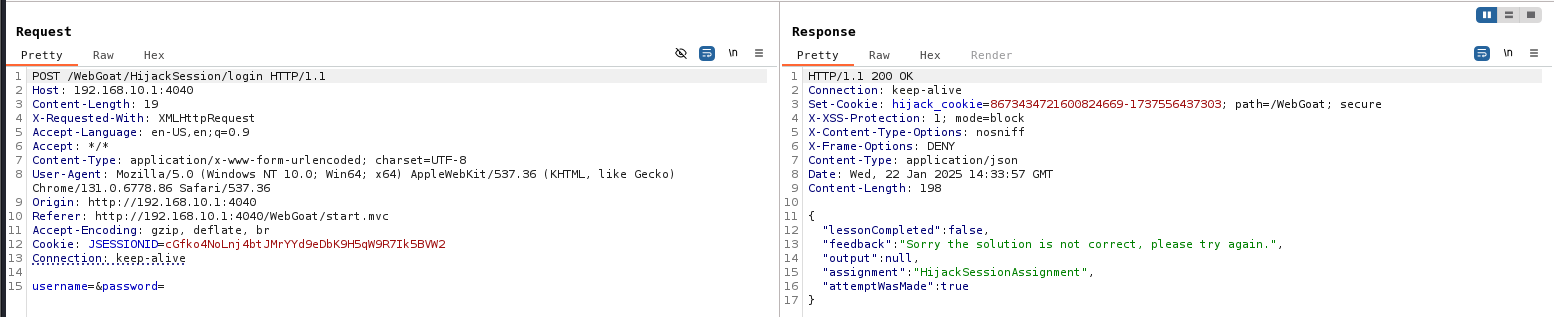 Request
Pretty Raw Hex
\n
1 POST /WebGoat/HijackSession/login HTTP/1.1
2 Host: 192.168.10.1:4040
3 Content-Length: 19
4 X-Requested-With: XMLHttpRequest
5 Accept-Language: en-US,en;q=0.9
6 Accept: */*
7 Content-Type: application/x-www-form-urlencoded; charset=UTF-8
8 User-Agent: Mozilla/5.0 (Windows NT 10.0; Win64; x64) AppleWebKit/537.36 (KHTML, like Gecko)
Chrome/131.0.6778.86 Safari/537.36
9 Origin: http://192.168.10.1:4040
10 Referer: http://192.168.10.1:4040/WebGoat/start.mvc
11 Accept-Encoding: gzip, deflate, br
12 Cookie: JSESSIONID=cGfko4NoLnj4btJMrYYd9eDbK9H5qW9R7Ik5BVW2
13 Connection: keep-alive
14
15 username=&password=
Response
Pretty Raw Hex Render
\n
1 HTTP/1.1 200 OK
2 Connection: keep-alive
3 Set-Cookie: hijack_cookie=8673434721600824669-1737556437303; path=/WebGoat; secure
4 X-XSS-Protection: 1; mode=block
5 X-Content-Type-Options: nosniff
6 X-Frame-Options: DENY
7 Content-Type: application/json
8 Date: Wed, 22 Jan 2025 14:33:57 GMT
9 Content-Length: 198
10
11 {
12 "lessonCompleted":false,
13 "feedback":"Sorry the solution is not correct, please try again.",
14 "output":null,
15 "assignment":"HijackSessionAssignment",
16 "attemptWasMade":true
17 }